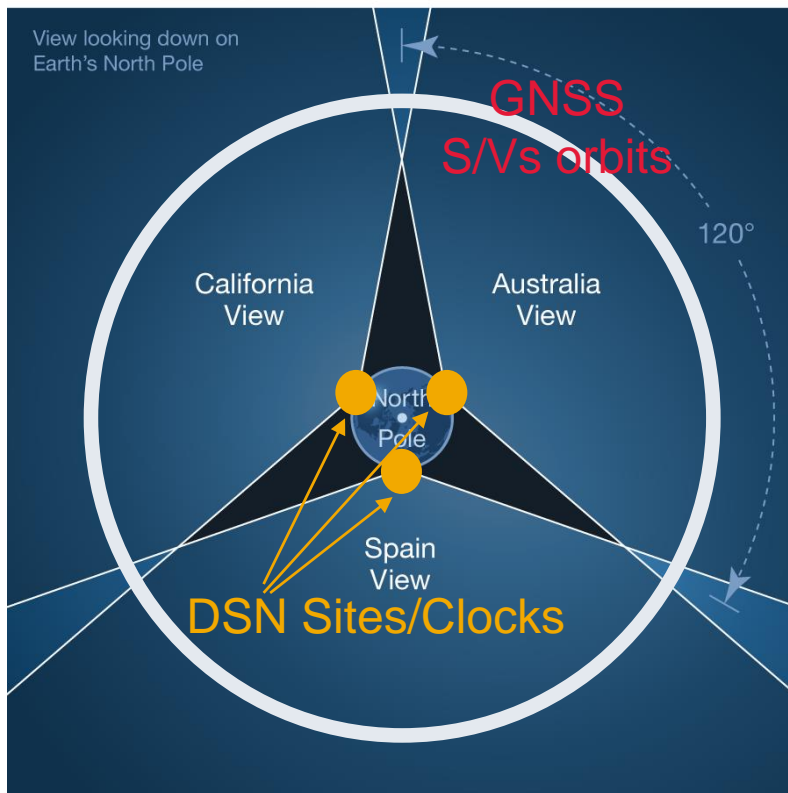 View looking down on
Earth's North Pole
GNSS
S/Vs orbits
120°
California
View
Australia
View
North
Pole
Spain
View
DSN Sites/Clocks